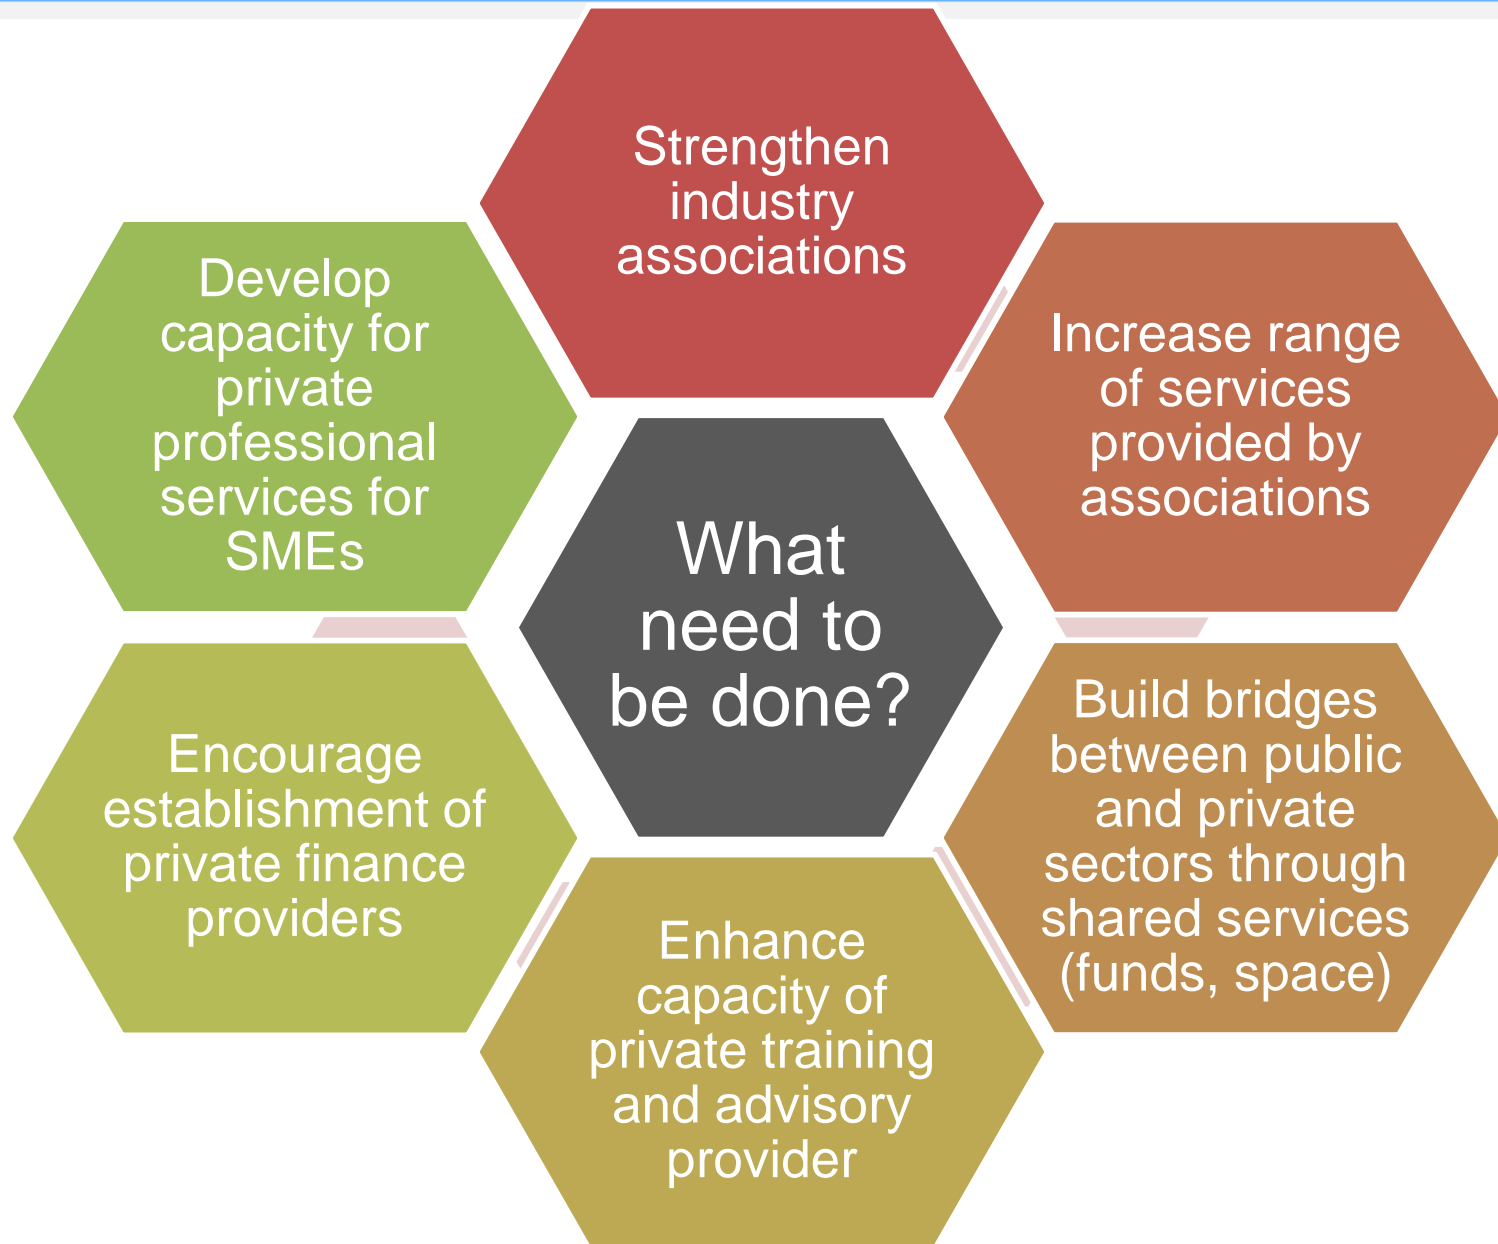 Strengthen
industry
associations
Increase range
of services
provided by
associations
Build bridges
between public
and private
sectors through
shared services
(funds, space)
Enhance
capacity of
private training
and advisory
provider
Encourage
establishment of
private finance
providers
Develop
capacity for
private
professional
services for
SMEs
What
need to
be done?